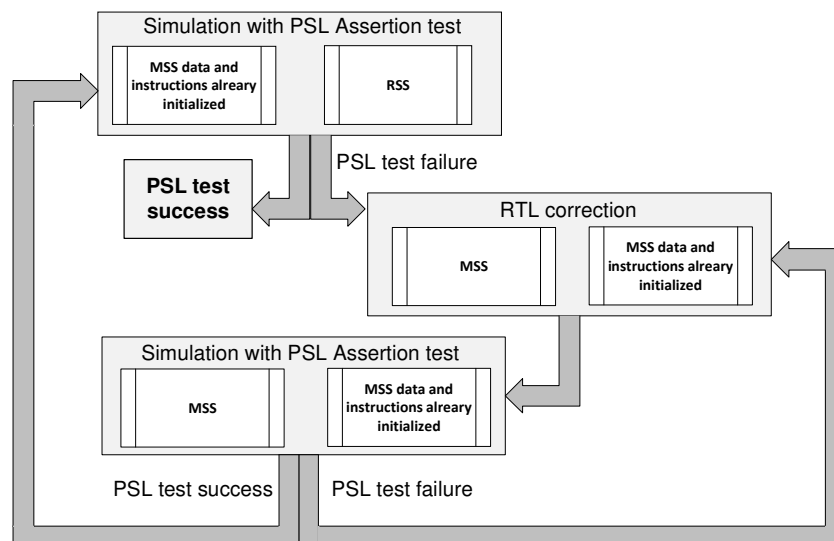 Simulation with PSL Assertion test
MSS data and
instructions alreary
initialized
RSS
PSL test failure
PSL test
success
RTL correction
MSS
MSS data and
instructions alreary
initialized
Simulation with PSL Assertion test
MSS
MSS data and
instructions alreary
initialized
PSL test success
PSL test failure